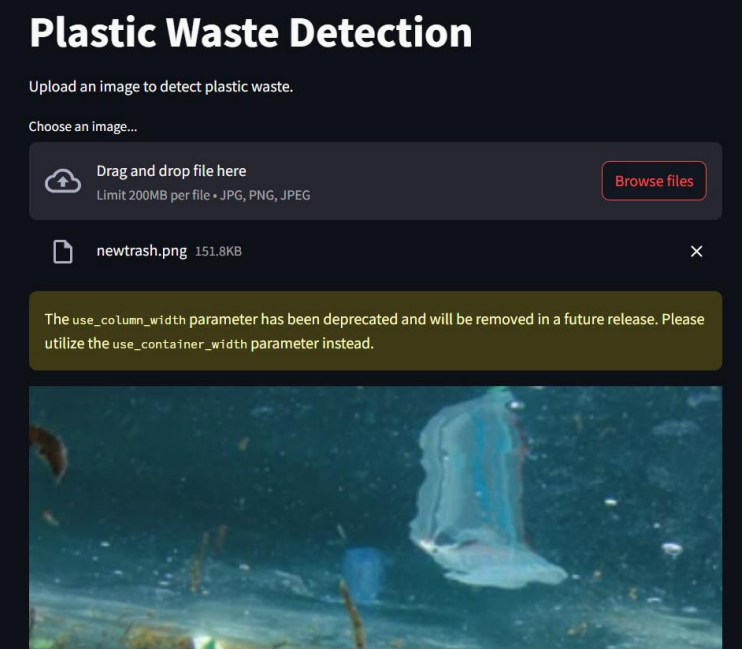 Plastic Waste Detection
Upload an image to detect plastic waste.
Choose an image...
Drag and drop file here
Limit 200MB per file • JPG, PNG, JPEG
Browse files
newtrash.png 151.8KB
The use_column_width parameter has been deprecated and will be removed in a future release. Please
utilize the use_container_width parameter instead.